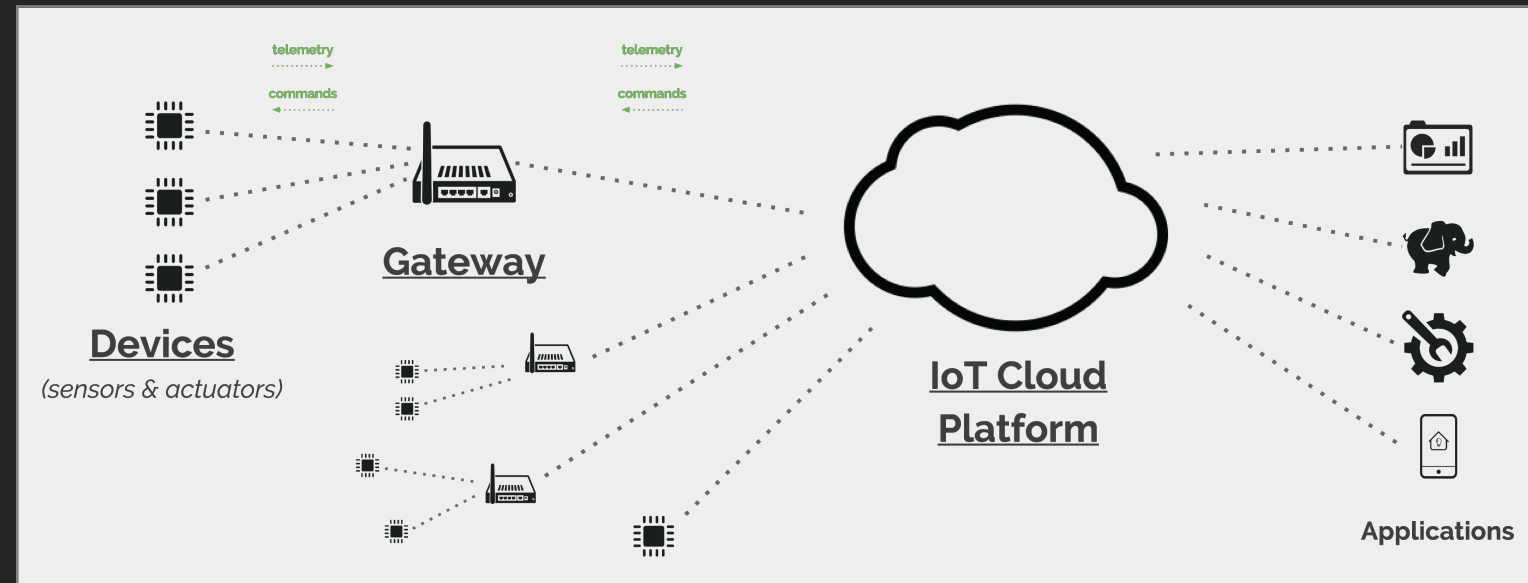 telemetry
commands
telemetry
commands
Gateway
Devices
(sensors & actuators)
IoT Cloud
Platform
Applications